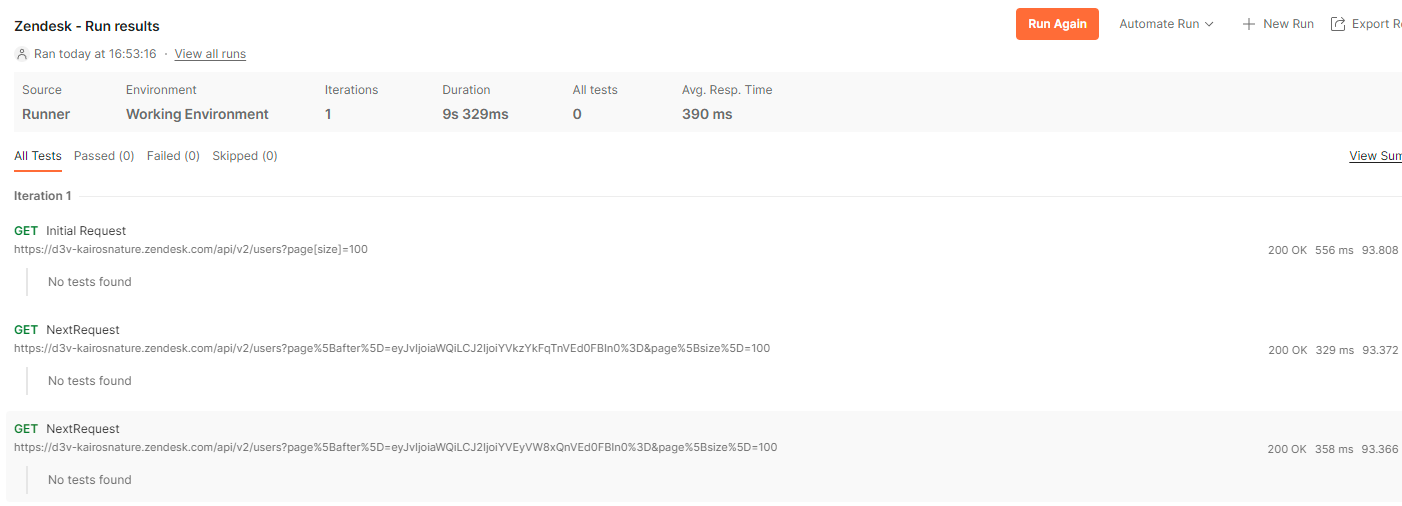 Zendesk - Run results
Run Again Automate Run New Run Export Re
Ran today at 16:53:16 · View all runs
Source Environment Iterations Duration All tests Avg. Resp. Time
Runner Working Environment 1 9s 329ms 0 390 ms
All Tests Passed (0) Failed (0) Skipped (0) View Sum
Iteration 1
GET Initial Request
https://d3v-kairosnature.zendesk.com/api/v2/users?page[size]=100 200 OK 556 ms 93.808
No tests found
GET NextRequest
https://d3v-kairosnature.zendesk.com/api/v2/users?page%5Bafter%5D=eyJvIjoiaWQiLCJ2IjoiYVkzYkFqTnVEd0FBIn0%3D&page%5Bsize%5D=100 200 OK 329 ms 93.372
No tests found
GET NextRequest
https://d3v-kairosnature.zendesk.com/api/v2/users?page%5Bafter%5D=eyJvIjoiaWQiLCJ2IjoiYVEyVW8xQnVEd0FBIn0%3D&page%5Bsize%5D=100 200 OK 358 ms 93.366
No tests found